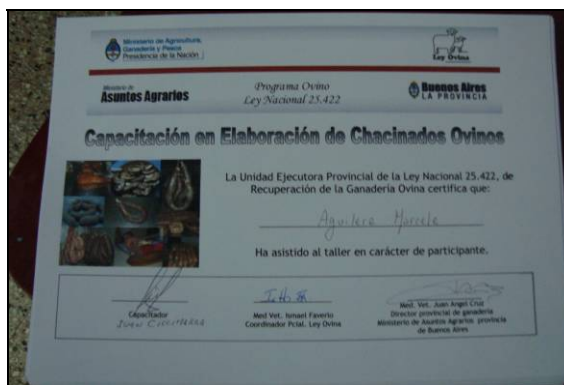 Ministerio de Agricultura,
Ganadería y Pesca
Presidencia de la Nación
Ley Ovina
Ministerio de
Asuntos Agrarios
Programa Ovino
Ley Nacional 25.422
Buenos Aires
LA PROVINCIA
Capacitación en Elaboración de Chacinados Ovinos
La Unidad Ejecutora Provincial de la Ley Nacional 25.422, de
Recuperación de la Ganadería Ovina certifica que:
Aguilera Marcela
Ha asistido al taller en carácter de participante.
Capacitador
Juan
Med Vet. Ismael Faverio
Coordinador Pcial. Ley Ovina
Med. Vet. Juan Angel Cruz
Director provincial de ganadería
Ministerio de Asuntos Agrarios provincia
de Buenos Aires